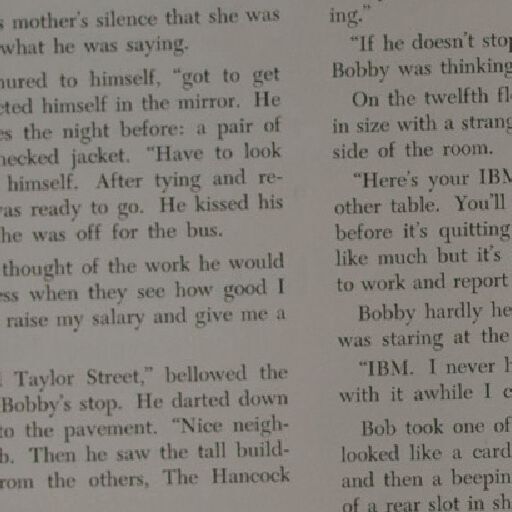 s mother's silence that she was
what he was saying.
ured to himself, "got to get
cted himself in the mirror. He
es the night before: a pair of
hecked jacket. "Have to look
himself. After tying and re-
as ready to go. He kissed his
he was off for the bus.
thought of the work he would
ess when they see how good I
raise my salary and give me a
Taylor Street," bellowed the
Bobby's stop. He darted down
to the pavement. "Nice neigh-
b. Then he saw the tall build-
rom the others, The Hancock
ing."
"If he doesn't stop
Bobby was thinking
On the twelfth fl
in size with a strang
side of the room.
"Here's your IBM
other table. You'll
before it's quitting
like much but it's
to work and report
Bobby hardly he
was staring at the
"IBM. I never h
with it awhile I c
Bob took one of
looked like a card
and then a beepin
of a rear slot in sh